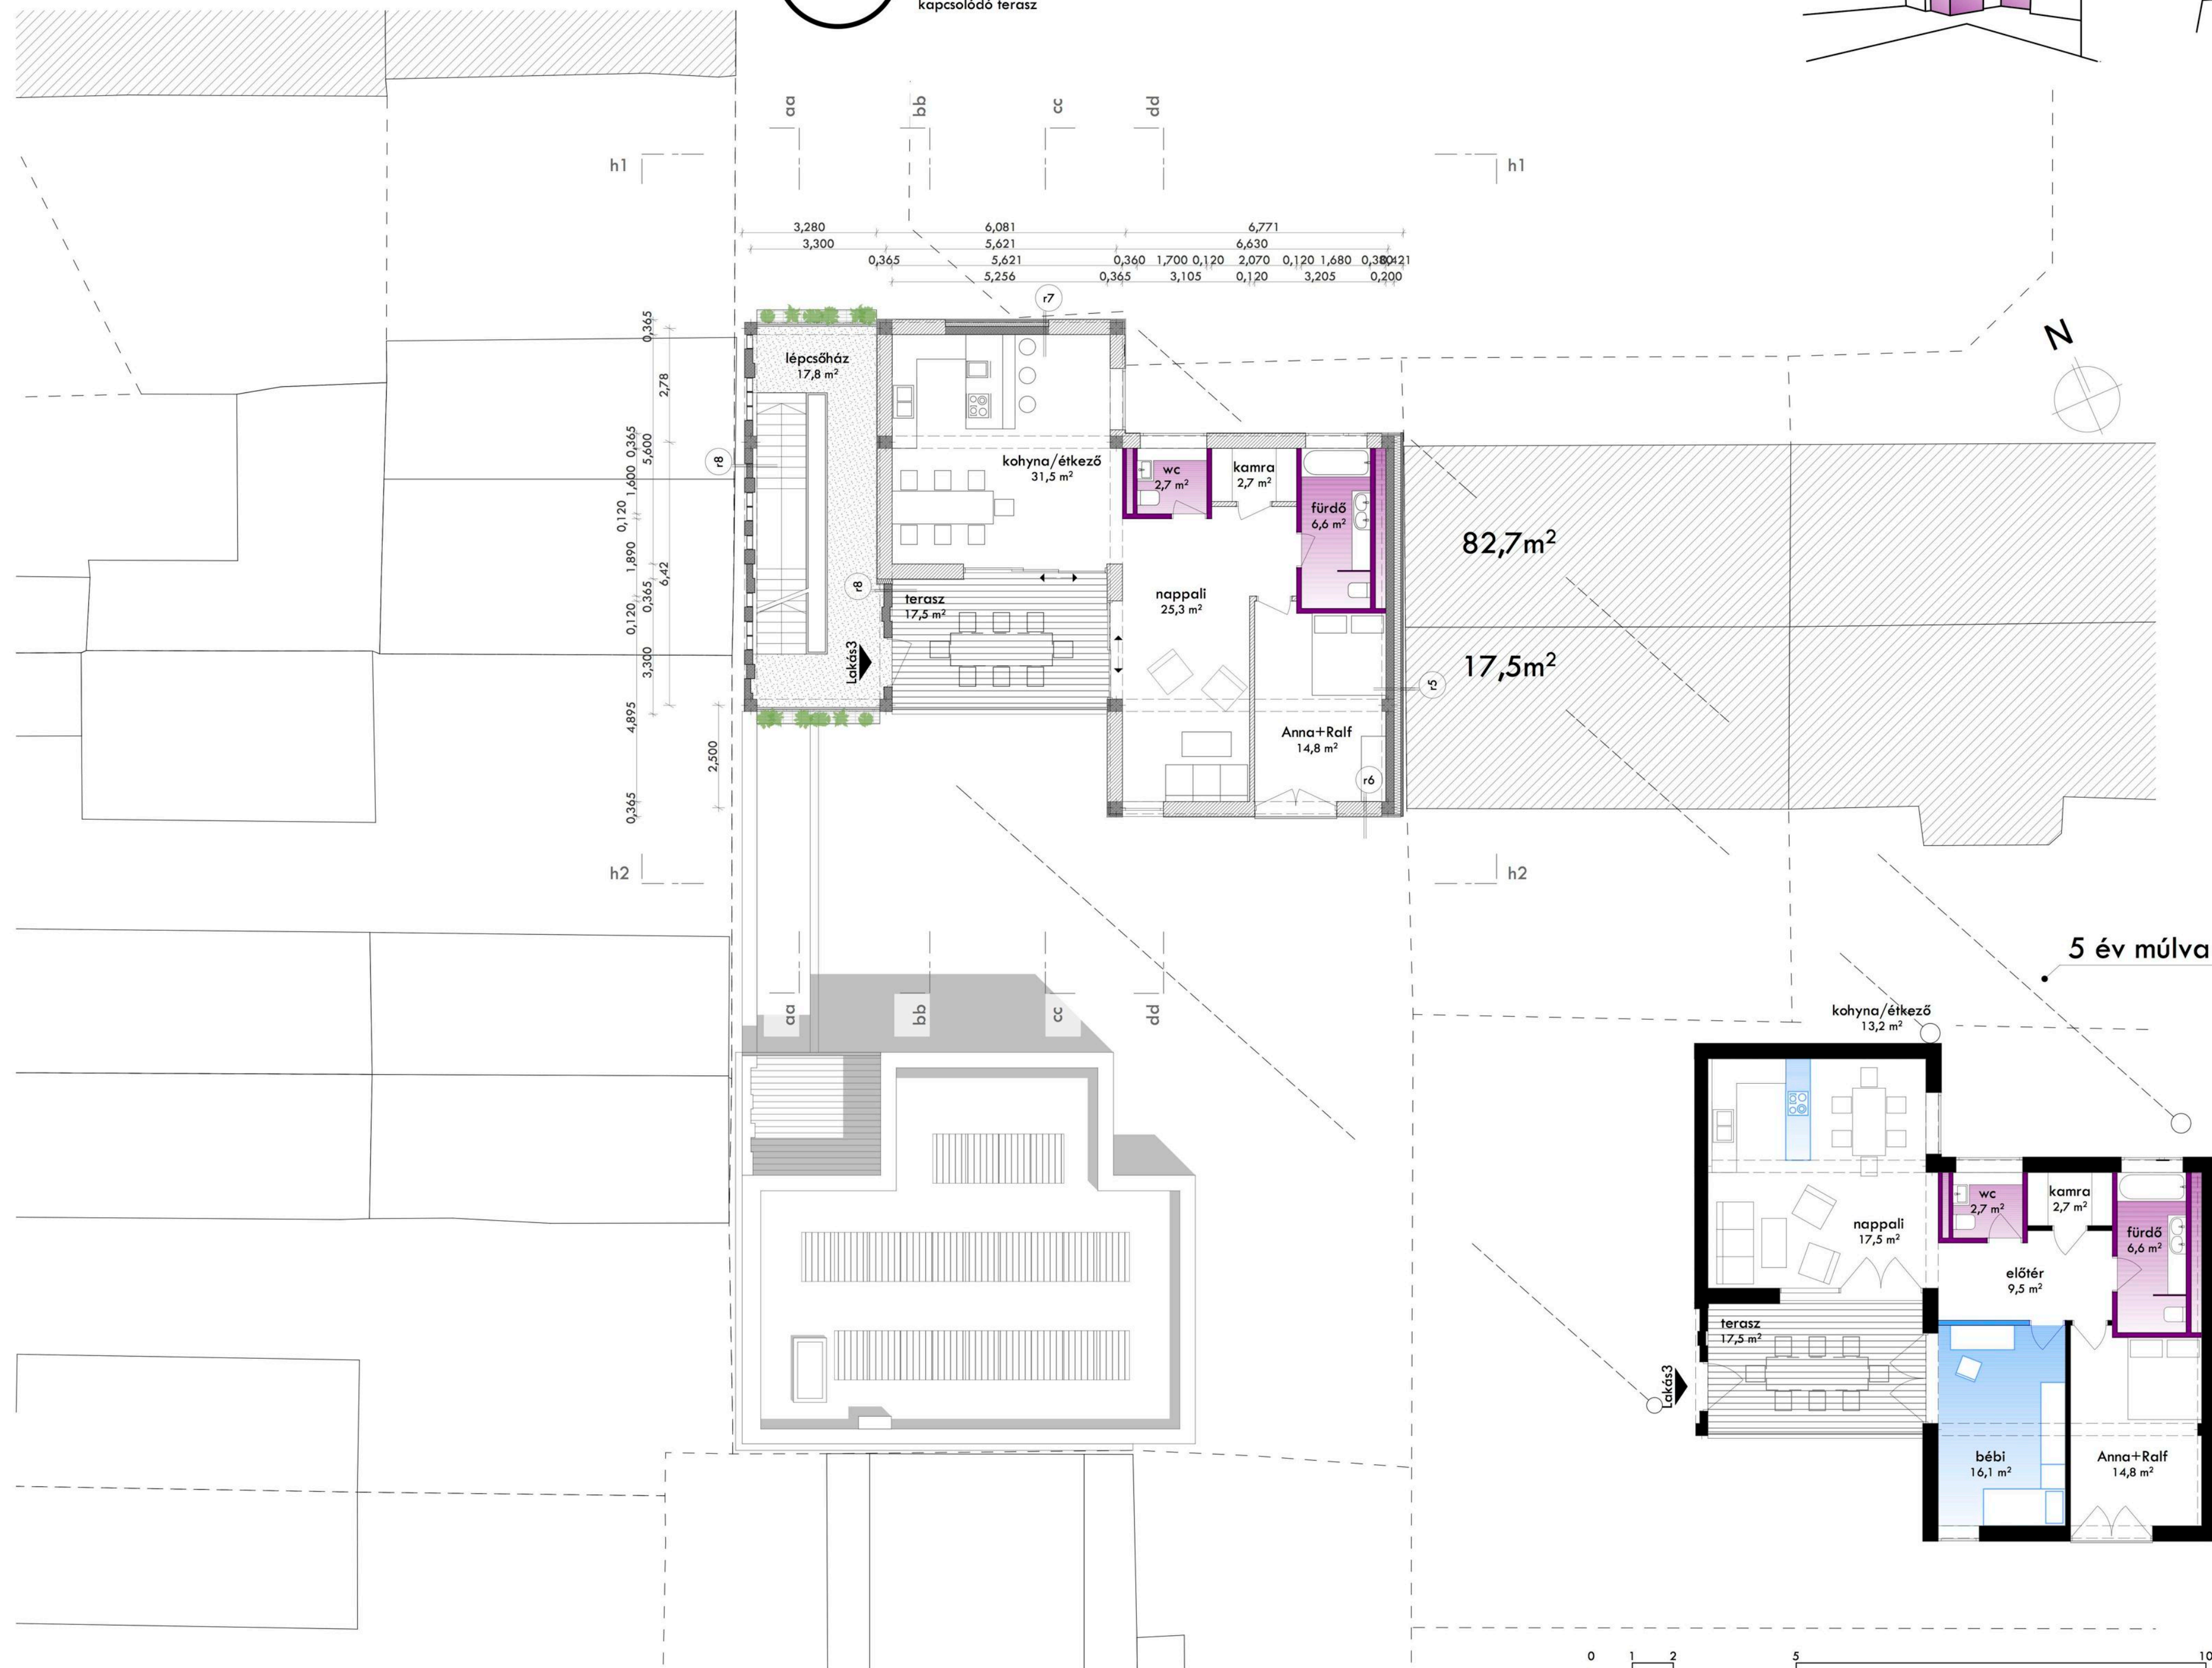 kapcsolódó terasz
aa
bb
cc
dd
h1
h1
3,280
6,081
6,771
3,300
5,621
6,630
0,365
5,621
0,360
1,700
0,120
2,070
0,120
1,680
5,256
0,365
3,105
0,120
3,205
0,200
r7
N
0,365
2,78
0,365
5,600
1,600
0,120
1,890
6,42
0,365
0,120
3,300
4,895
2,500
0,365
lépcsőház
17,8 m²
r8
kohyna/étkező
31,5 m²
wc
2,7 m²
kamra
2,7 m²
fürdő
6,6 m²
82,7m²
r8
terasz
17,5 m²
nappali
25,3 m²
Lakás3
17,5m²
r5
Anna+Ralf
14,8 m²
r6
h2
h2
5 év múlva
aa
bb
cc
dd
kohyna/étkező
13,2 m²
wc
2,7 m²
kamra
2,7 m²
nappali
17,5 m²
fürdő
6,6 m²
előtér
9,5 m²
terasz
17,5 m²
Lakás3
bébi
16,1 m²
Anna+Ralf
14,8 m²
0 1 2 5 10